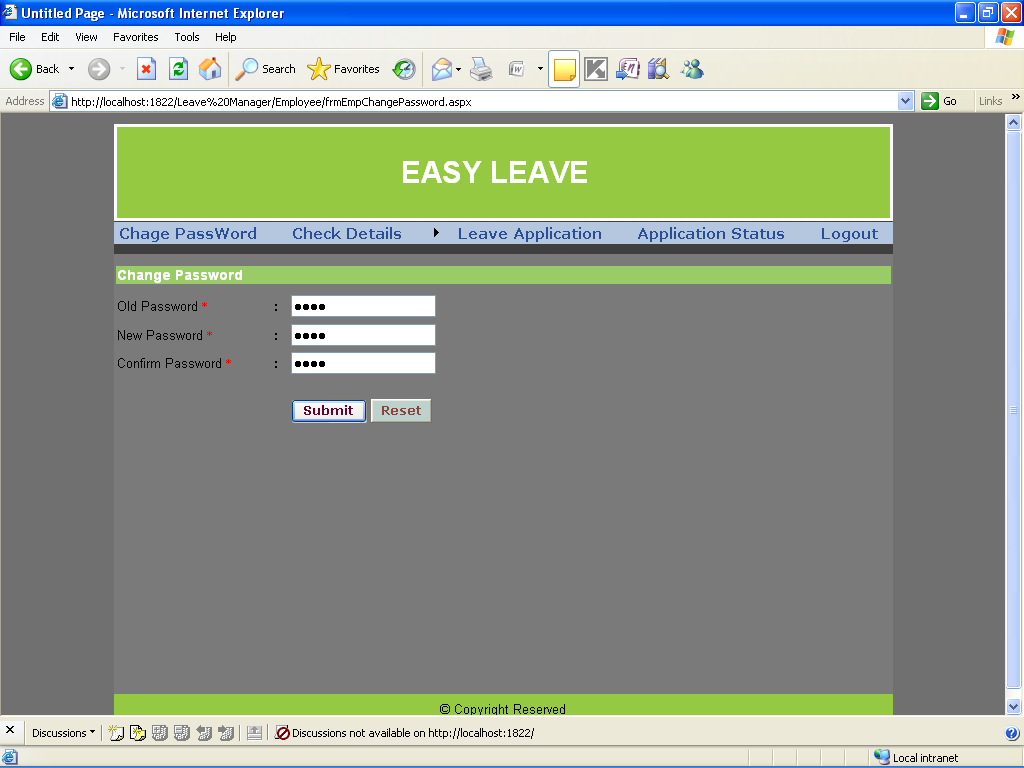 Untitled Page - Microsoft Internet Explorer
File Edit View Favorites Tools Help
Back Search Favorites W
Address http://localhost:1822/Leave%20Manager/Employee/frmEmpChangePassword.aspx Go Links »
EASY LEAVE
Chage PassWord Check Details Leave Application Application Status Logout
Change Password
Old Password * : ••••
New Password * : ••••
Confirm Password * : ••••
Submit Reset
© Copyright Reserved
Discussions Discussions not available on http://localhost:1822/
Local intranet